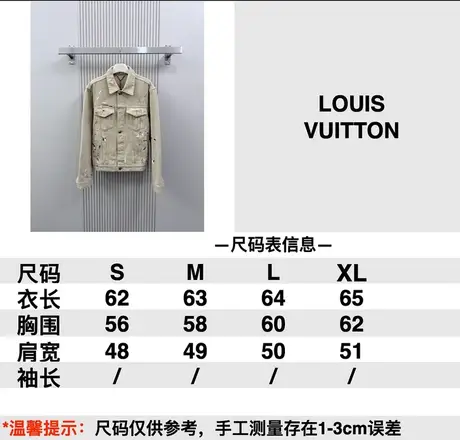 LOUIS
VUITTON
—尺码表信息—
尺码 S M L XL
衣长 62 63 64 65
胸围 56 58 60 62
肩宽 48 49 50 51
袖长 / / / /
*温馨提示：尺码仅供参考，手工测量存在1-3cm误差